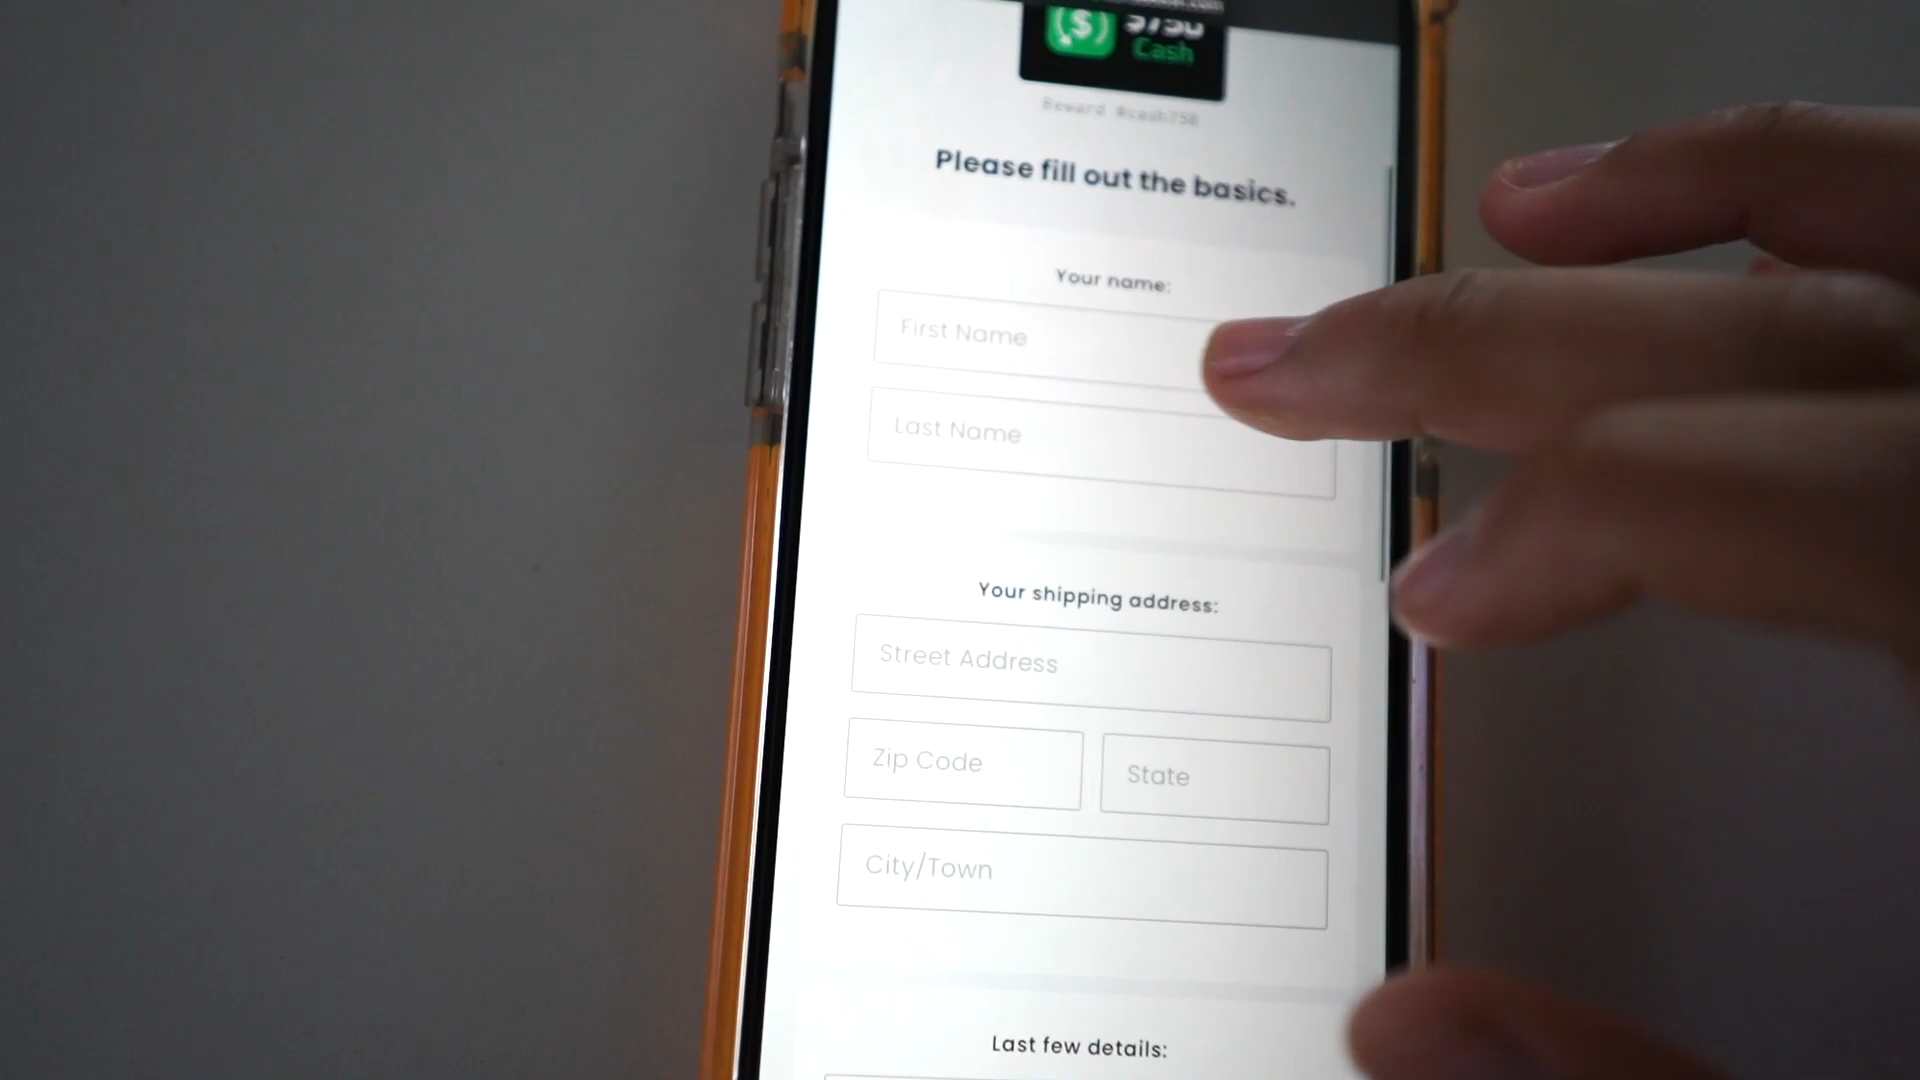 $750
Cash
Reward #cash750
Please fill out the basics.
Your name:
First Name
Last Name
Your shipping address:
Street Address
Zip Code
State
City/Town
Last few details: